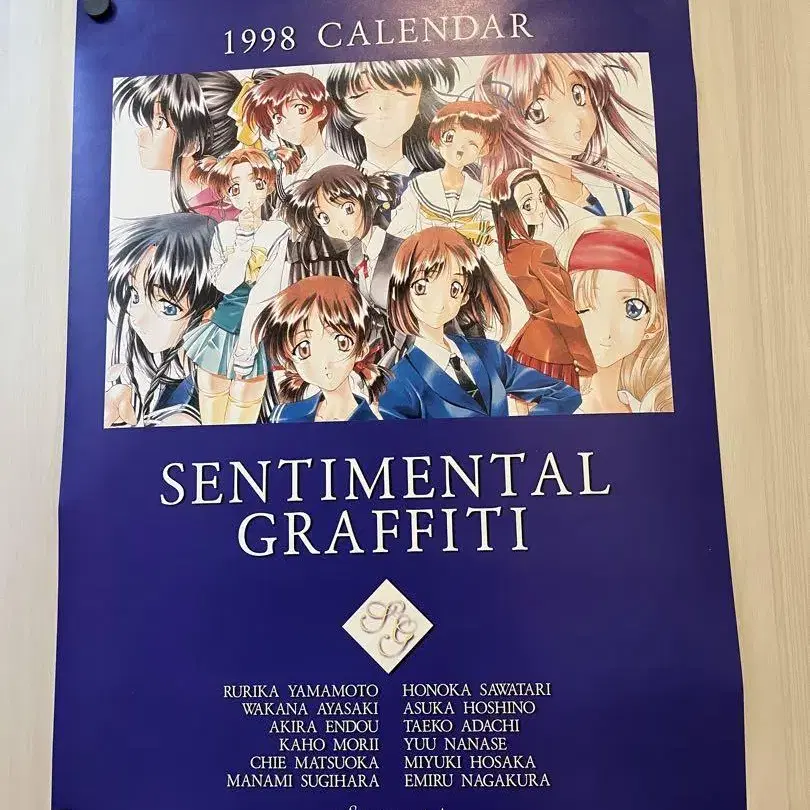 1998 CALENDAR
SENTIMENTAL
GRAFFITI
SG
RURIKA YAMAMOTO HONOKA SAWATARI
WAKANA AYASAKI ASUKA HOSHINO
AKIRA ENDOU TAEKO ADACHI
KAHO MORII YUU NANASE
CHIE MATSUOKA MIYUKI HOSAKA
MANAMI SUGIHARA EMIRU NAGAKURA